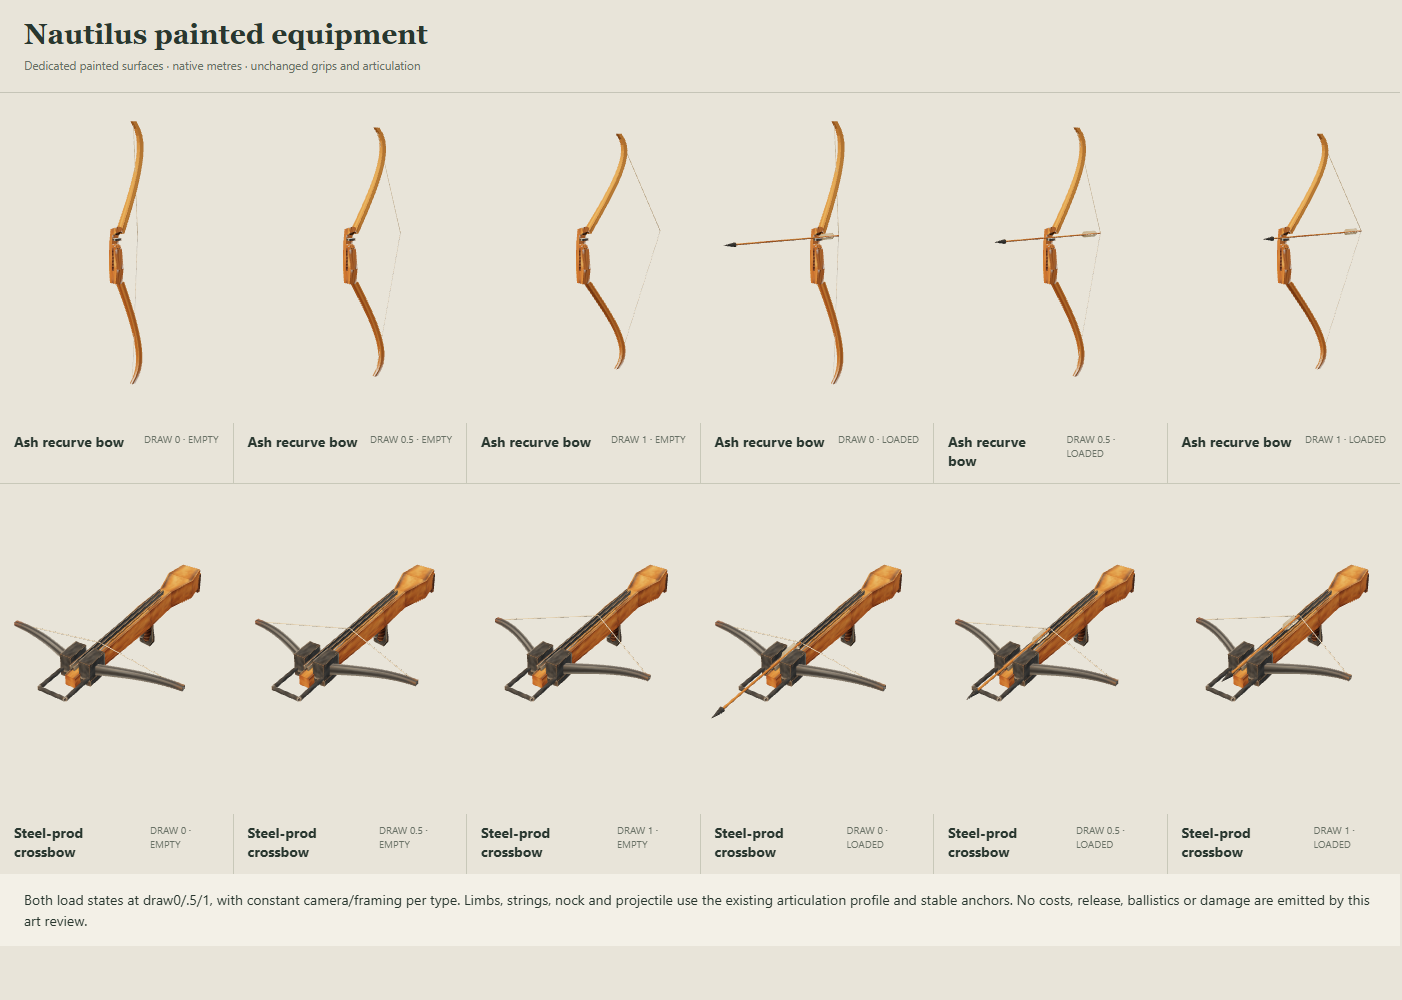 Nautilus painted equipment
Dedicated painted surfaces · native metres · unchanged grips and articulation
Ash recurve bow DRAW 0 · EMPTY
Ash recurve bow DRAW 0.5 · EMPTY
Ash recurve bow DRAW 1 · EMPTY
Ash recurve bow DRAW 0 · LOADED
Ash recurve DRAW 0.5 ·
bow LOADED
Ash recurve bow DRAW 1 · LOADED
Steel-prod DRAW 0 ·
crossbow EMPTY
Steel-prod DRAW 0.5 ·
crossbow EMPTY
Steel-prod DRAW 1 ·
crossbow EMPTY
Steel-prod DRAW 0 ·
crossbow LOADED
Steel-prod DRAW 0.5 ·
crossbow LOADED
Steel-prod DRAW 1 ·
crossbow LOADED
Both load states at draw0/.5/1, with constant camera/framing per type. Limbs, strings, nock and projectile use the existing articulation profile and stable anchors. No costs, release, ballistics or damage are emitted by this
art review.